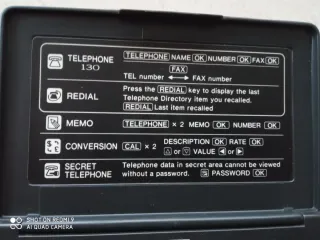 TELEPHONE TELEPHONE NAME OK NUMBER OK FAX OK
130 FAX
TEL number ←→ FAX number
REDIAL Press the REDIAL key to display the last
Telephone Directory item you recalled.
REDIAL Last item recalled
MEMO TELEPHONE × 2 MEMO OK NUMBER OK
CONVERSION CAL × 2 DESCRIPTION OK RATE OK
△ or ▽ VALUE ◁ or ▷
SECRET TELEPHONE Telephone data in secret area cannot be viewed
without a password. S PASSWORD OK
SHOT ON REDMI 9
AI QUAD CAMERA